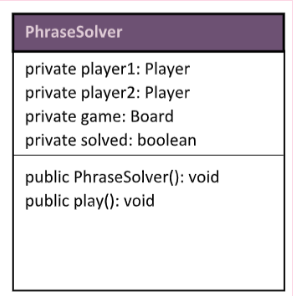 PhraseSolver
private player1: Player
private player2: Player
private game: Board
private solved: boolean
public PhraseSolver(): void
public play(): void